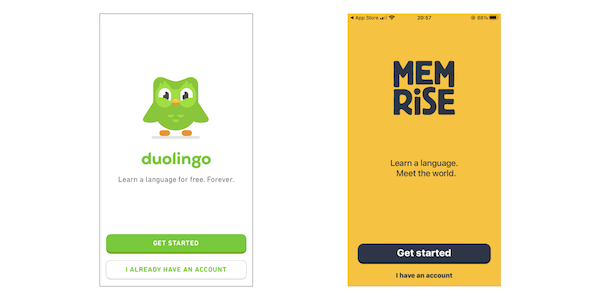 duolingo
Learn a language for free. Forever.
GET STARTED
I ALREADY HAVE AN ACCOUNT
App Store
20:57
86%
MEM
RiSE
Learn a language.
Meet the world.
Get started
I have an account